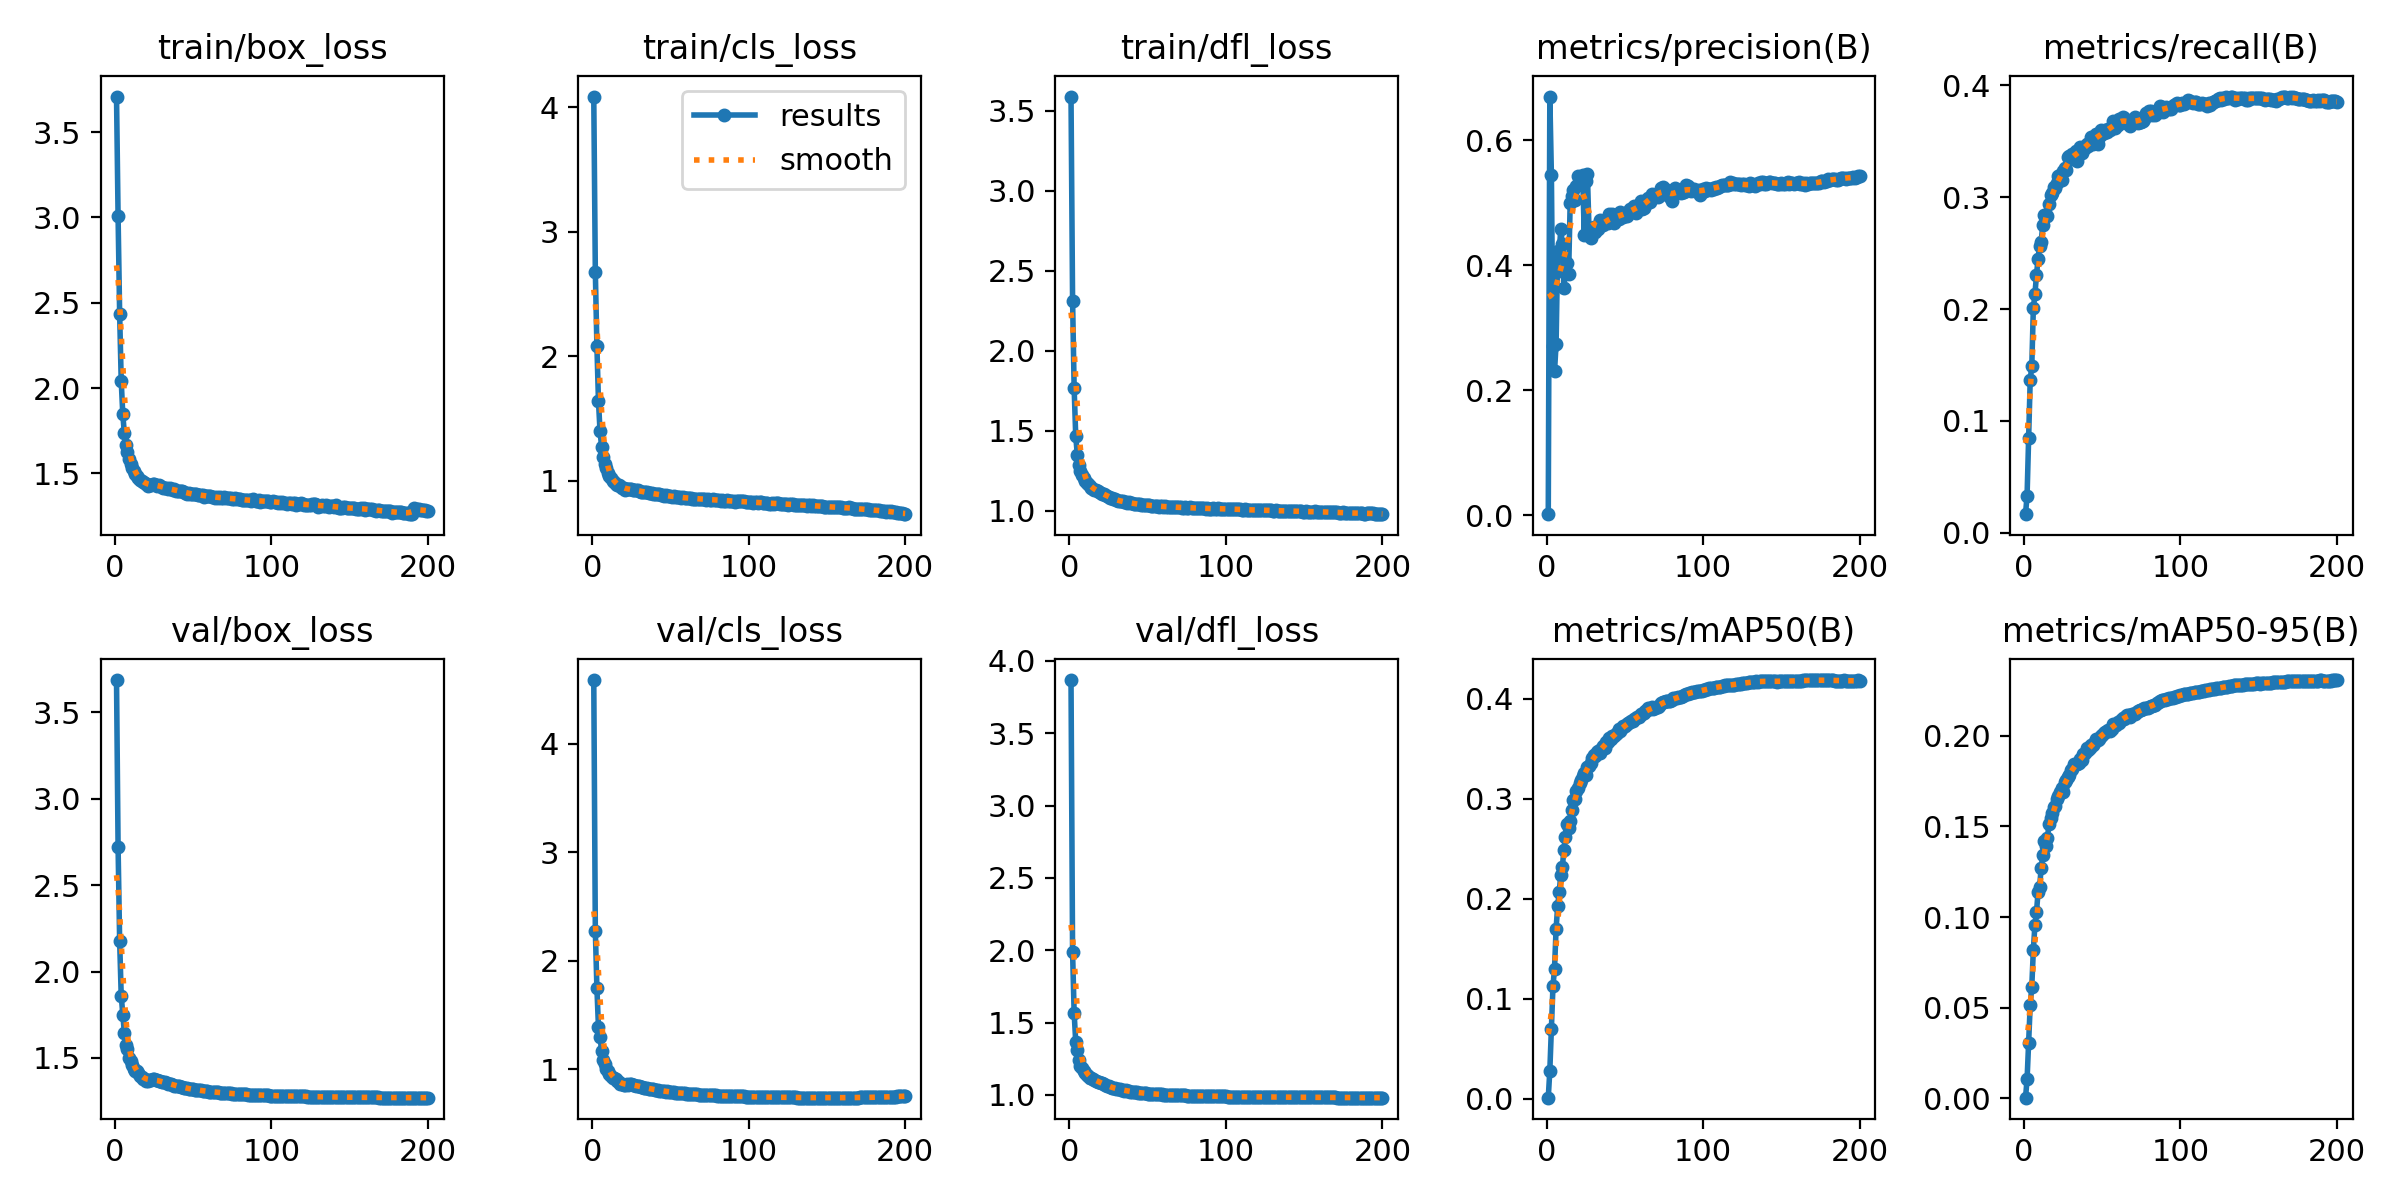 train/box_loss
3.5
3.0
2.5
2.0
1.5
0 100 200
train/cls_loss
results
smooth
4
3
2
1
0 100 200
train/dfl_loss
3.5
3.0
2.5
2.0
1.5
1.0
0 100 200
metrics/precision(B)
0.6
0.4
0.2
0.0
0 100 200
metrics/recall(B)
0.4
0.3
0.2
0.1
0.0
0 100 200
val/box_loss
3.5
3.0
2.5
2.0
1.5
0 100 200
val/cls_loss
4
3
2
1
0 100 200
val/dfl_loss
4.0
3.5
3.0
2.5
2.0
1.5
1.0
0 100 200
metrics/mAP50(B)
0.4
0.3
0.2
0.1
0.0
0 100 200
metrics/mAP50-95(B)
0.20
0.15
0.10
0.05
0.00
0 100 200